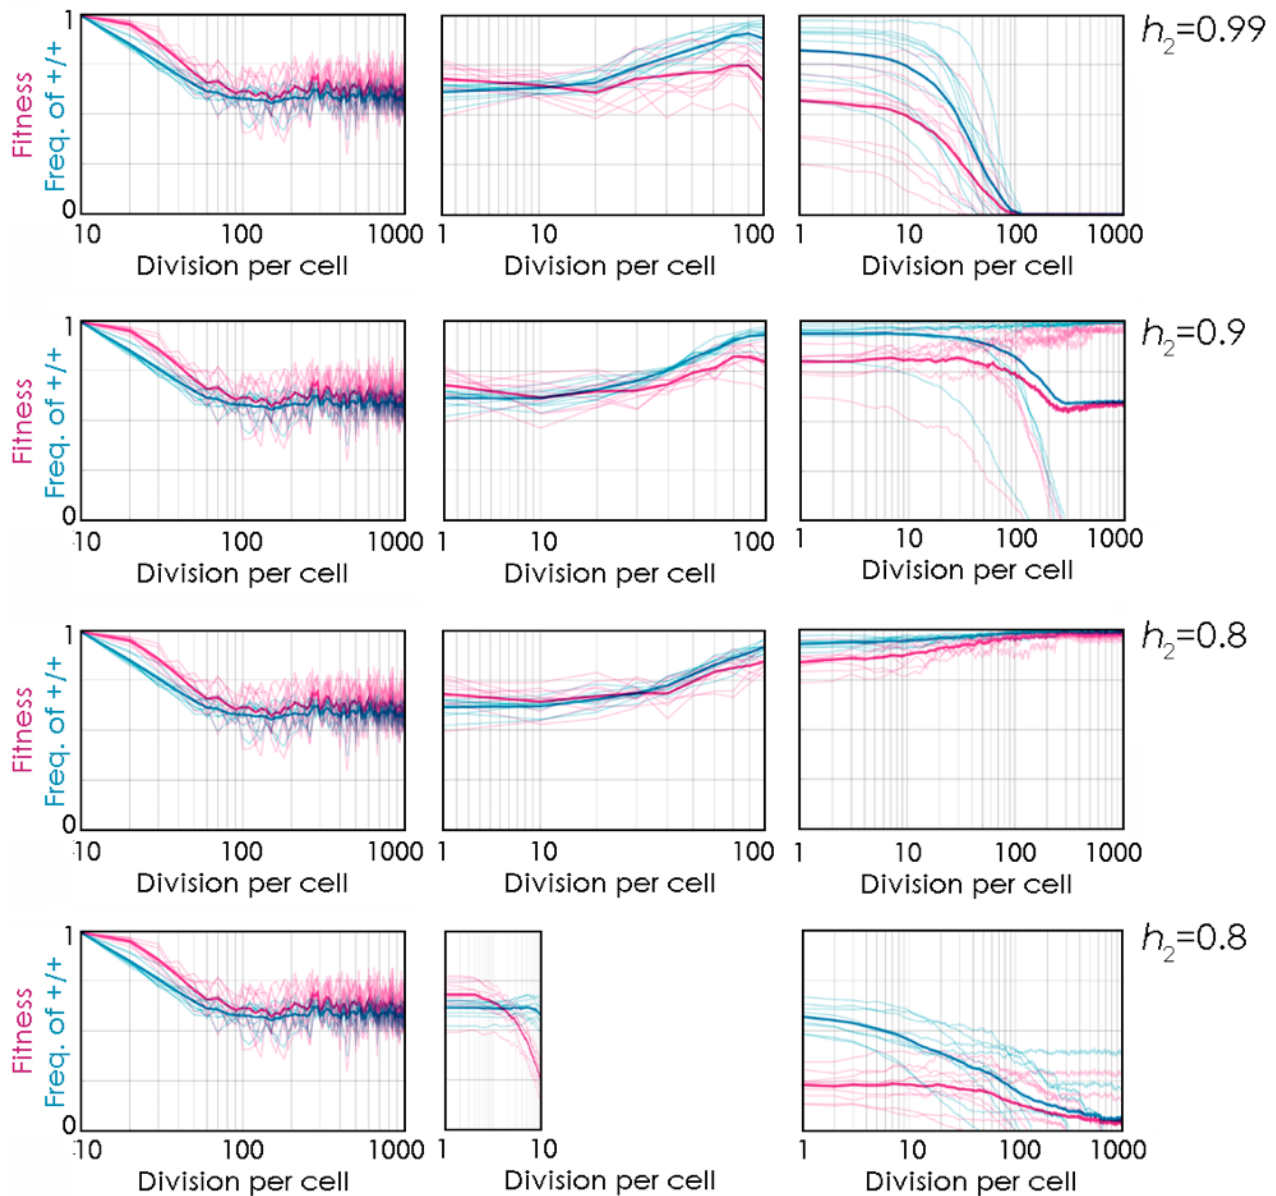 1
Fitness
Freq. of +/+
0
10 100 1000
Division per cell
1 10 100
Division per cell
1 10 100 1000
Division per cell
h₂=0.99
1
Fitness
Freq. of +/+
0
10 100 1000
Division per cell
1 10 100
Division per cell
1 10 100 1000
Division per cell
h₂=0.9
1
Fitness
Freq. of +/+
0
10 100 1000
Division per cell
1 10 100
Division per cell
1 10 100 1000
Division per cell
h₂=0.8
1
Fitness
Freq. of +/+
0
10 100 1000
Division per cell
1 10
Division per cell
1 10 100 1000
Division per cell
h₂=0.8